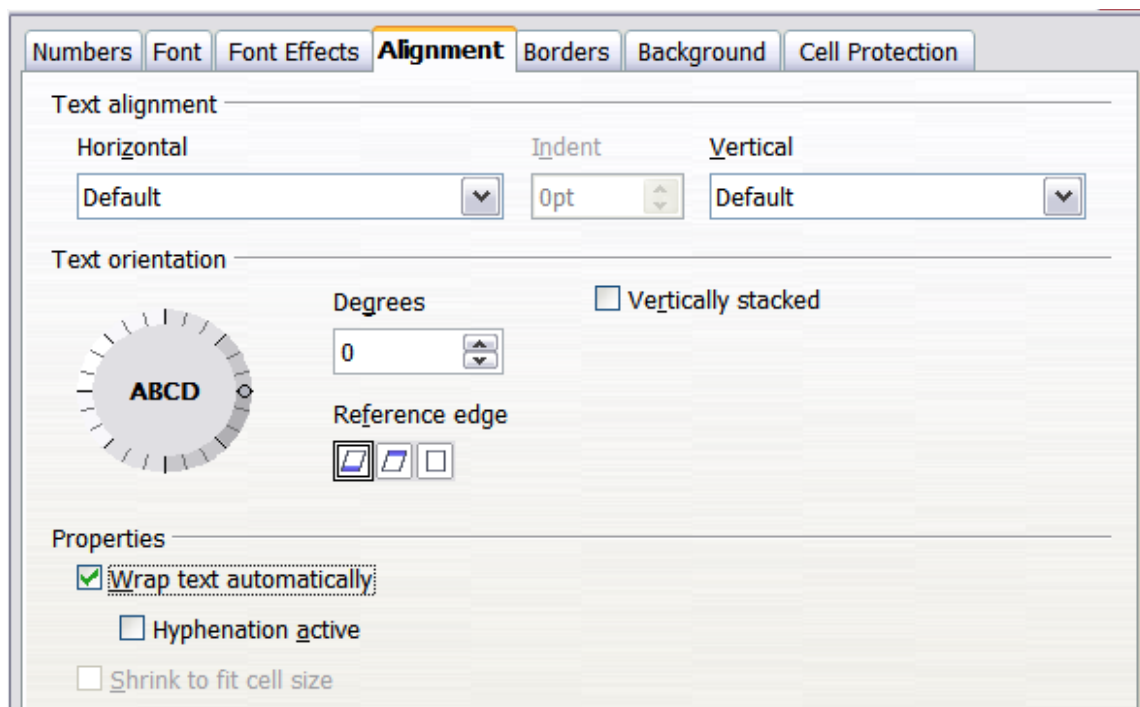 Numbers Font Font Effects Alignment Borders Background Cell Protection
Text alignment
Horizontal Indent Vertical
Default 0pt Default
Text orientation
Degrees Vertically stacked
0
ABCD
Reference edge
Properties
Wrap text automatically
Hyphenation active
Shrink to fit cell size